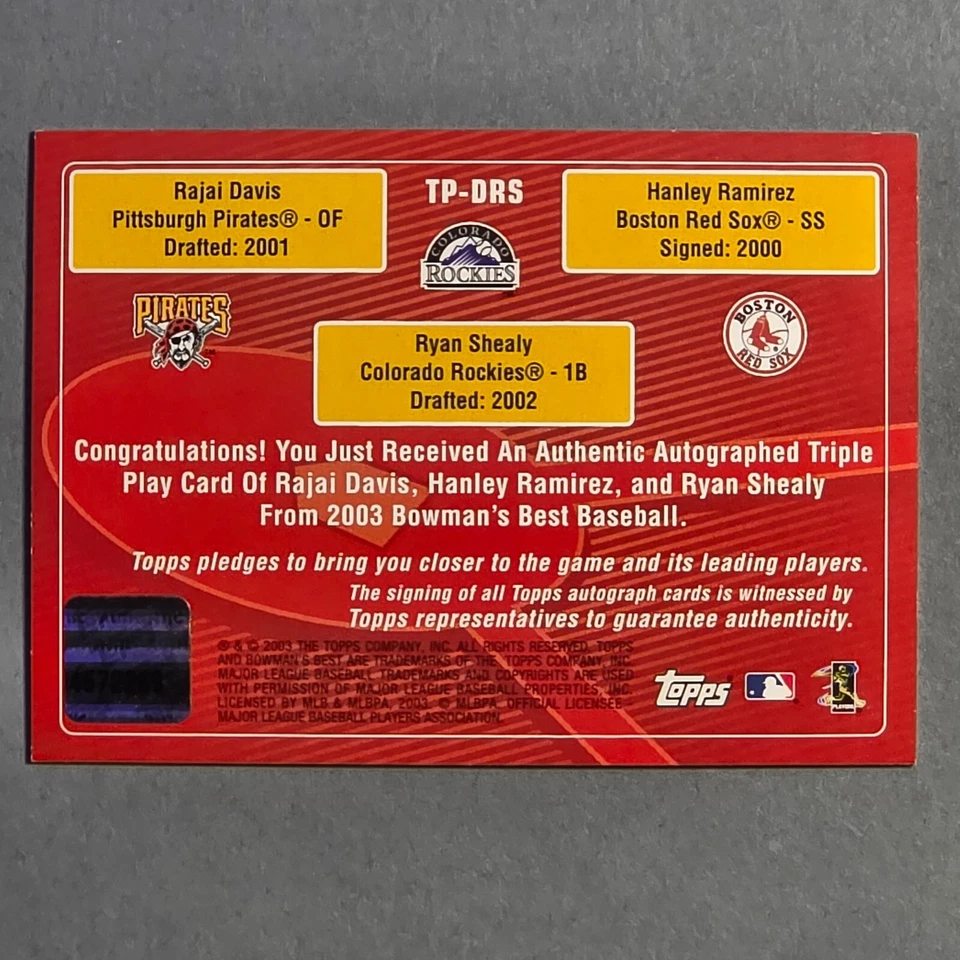 Rajai Davis
Pittsburgh Pirates® - OF
Drafted: 2001
TP-DRS
COLORADO
ROCKIES
Hanley Ramirez
Boston Red Sox® - SS
Signed: 2000
PIRATES
BOSTON
RED SOX
Ryan Shealy
Colorado Rockies® - 1B
Drafted: 2002
Congratulations! You Just Received An Authentic Autographed Triple
Play Card Of Rajai Davis, Hanley Ramirez, and Ryan Shealy
From 2003 Bowman's Best Baseball.
Topps pledges to bring you closer to the game and its leading players.
The signing of all Topps autograph cards is witnessed by
Topps representatives to guarantee authenticity.
® & © 2003 THE TOPPS COMPANY, INC. ALL RIGHTS RESERVED. TOPPS
AND BOWMAN'S BEST ARE TRADEMARKS OF THE TOPPS COMPANY, INC.
MAJOR LEAGUE BASEBALL TRADEMARKS AND COPYRIGHTS ARE USED
WITH PERMISSION OF MAJOR LEAGUE BASEBALL PROPERTIES, INC.
LICENSED BY MLB & MLBPA, 2003. © MLBPA. OFFICIAL LICENSEE -
MAJOR LEAGUE BASEBALL PLAYERS ASSOCIATION.
topps
PLAYERS